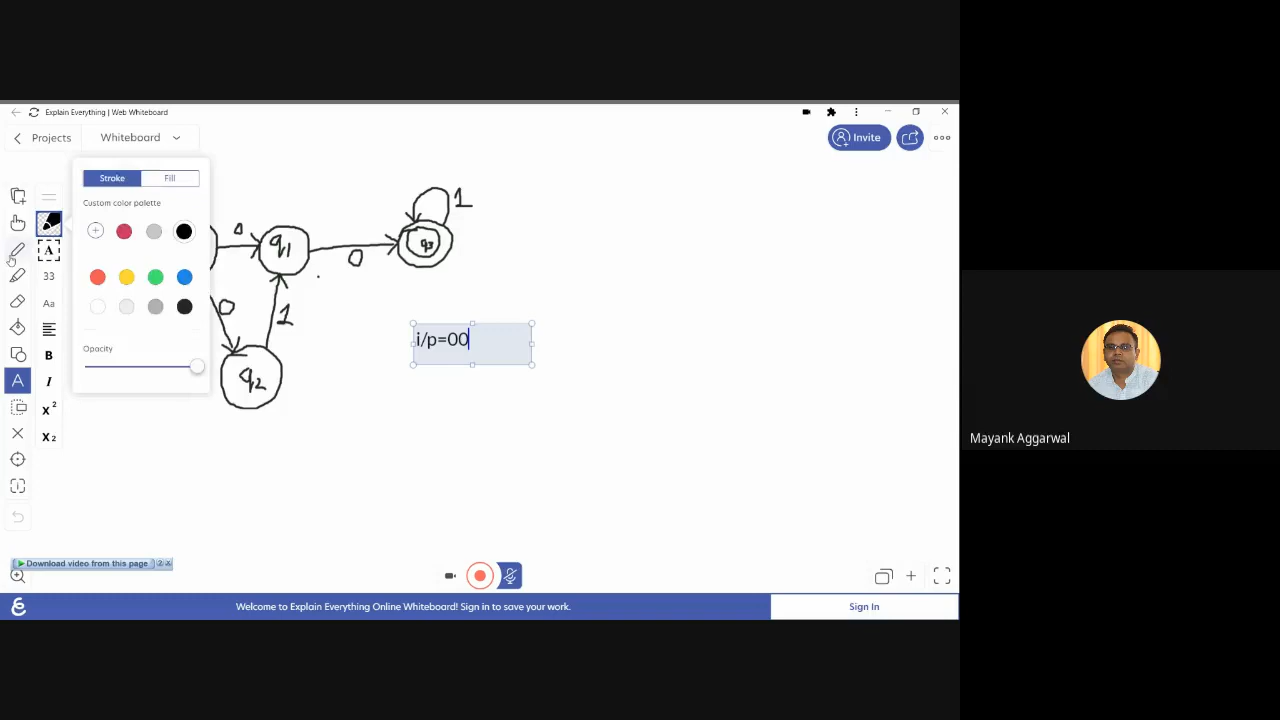 Explain Everything | Web Whiteboard
Projects
Whiteboard
Invite
Stroke
Fill
Custom color palette
Opacity
A
33
Aa
B
I
X²
X₂
A
0
q1
0
q3
1
0
1
q2
i/p=00
Mayank Aggarwal
Download video from this page
Welcome to Explain Everything Online Whiteboard! Sign in to save your work.
Sign In